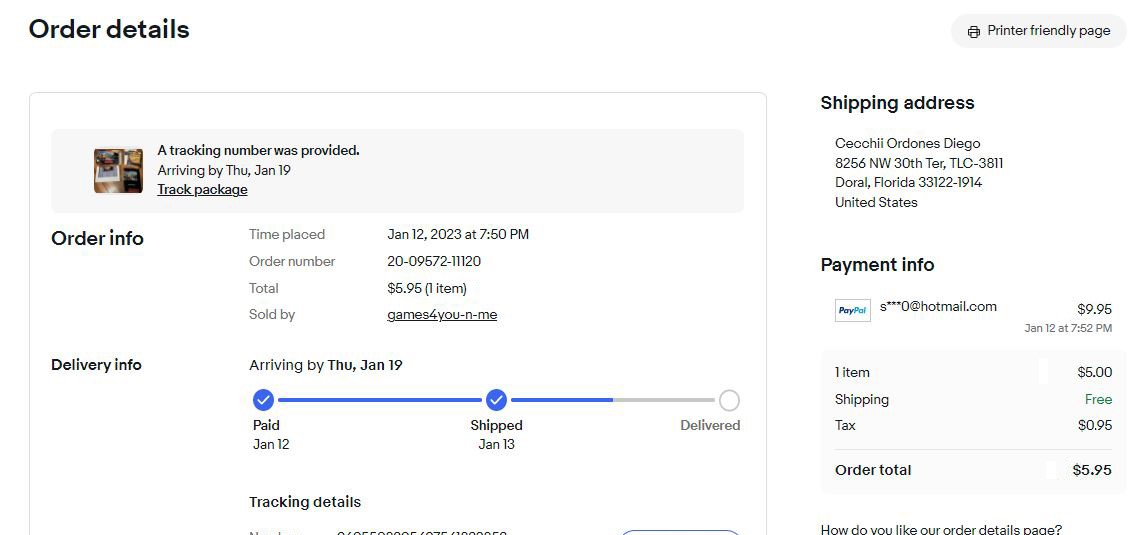 Order details
Printer friendly page
A tracking number was provided.
Arriving by Thu, Jan 19
Track package
Order info
Time placed Jan 12, 2023 at 7:50 PM
Order number 20-09572-11120
Total $5.95 (1 item)
Sold by games4you-n-me
Delivery info
Arriving by Thu, Jan 19
Paid Shipped Delivered
Jan 12 Jan 13
Tracking details
Shipping address
Cecchii Ordones Diego
8256 NW 30th Ter, TLC-3811
Doral, Florida 33122-1914
United States
Payment info
PayPal s***0@hotmail.com $9.95
Jan 12 at 7:52 PM
1 item $5.00
Shipping Free
Tax $0.95
Order total $5.95
How do you like our order details page?